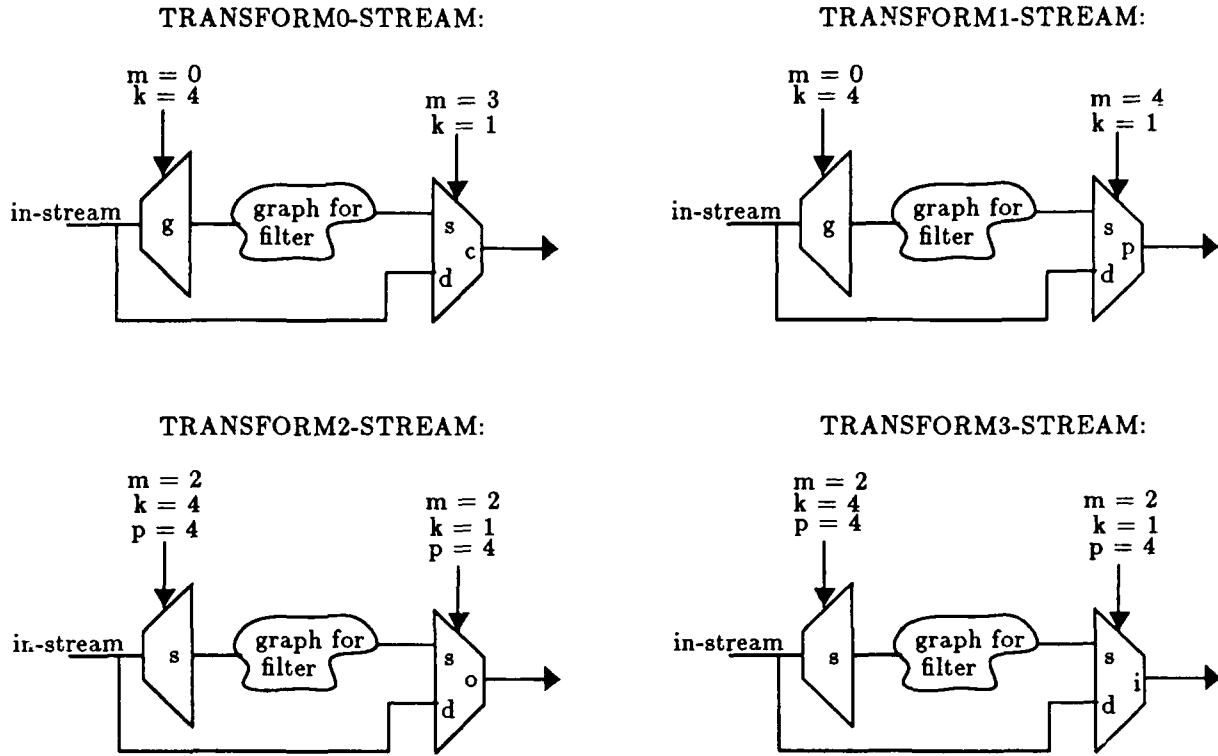 TRANSFORM0-STREAM:
m = 0
k = 4
m = 3
k = 1
in-stream
g
graph for
filter
s
c
d
TRANSFORM1-STREAM:
m = 0
k = 4
m = 4
k = 1
in-stream
g
graph for
filter
s
p
d
TRANSFORM2-STREAM:
m = 2
k = 4
p = 4
m = 2
k = 1
p = 4
in-stream
s
graph for
filter
s
o
d
TRANSFORM3-STREAM:
m = 2
k = 4
p = 4
m = 2
k = 1
p = 4
in-stream
s
graph for
filter
s
i
d